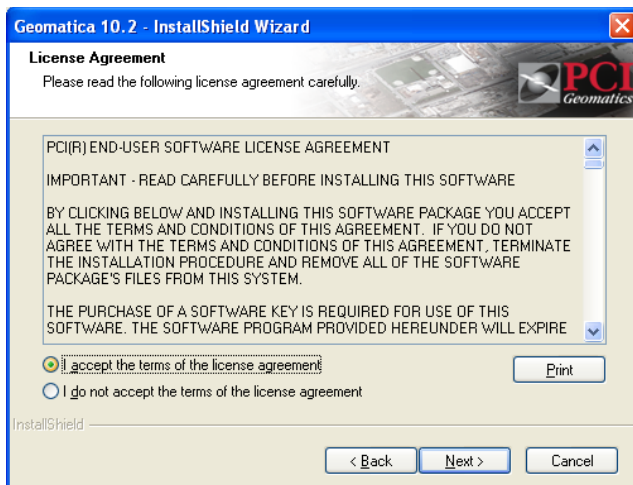 Geomatica 10.2 - InstallShield Wizard
License Agreement
Please read the following license agreement carefully.
PCI
Geomatics
PCI(R) END-USER SOFTWARE LICENSE AGREEMENT
IMPORTANT - READ CAREFULLY BEFORE INSTALLING THIS SOFTWARE
BY CLICKING BELOW AND INSTALLING THIS SOFTWARE PACKAGE YOU ACCEPT
ALL THE TERMS AND CONDITIONS OF THIS AGREEMENT.  IF YOU DO NOT
AGREE WITH THE TERMS AND CONDITIONS OF THIS AGREEMENT, TERMINATE
THE INSTALLATION PROCEDURE AND REMOVE ALL OF THE SOFTWARE
PACKAGE'S FILES FROM THIS SYSTEM.
THE PURCHASE OF A SOFTWARE KEY IS REQUIRED FOR USE OF THIS
SOFTWARE. THE SOFTWARE PROGRAM PROVIDED HEREUNDER WILL EXPIRE
I accept the terms of the license agreement
Print
I do not accept the terms of the license agreement
InstallShield
< Back
Next >
Cancel